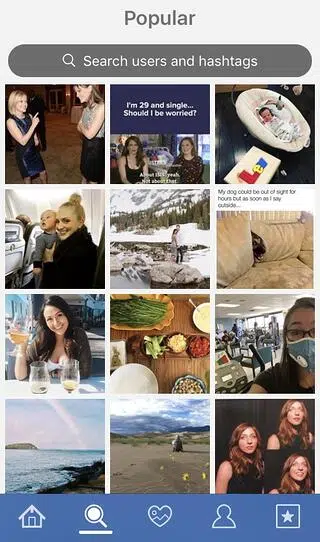 Popular
Search users and hashtags
I'm 29 and single...
Should I be worried?
About ISIS, yeah.
Not about that.
My dog could be out of sight for
hours but as soon as I say
outside...